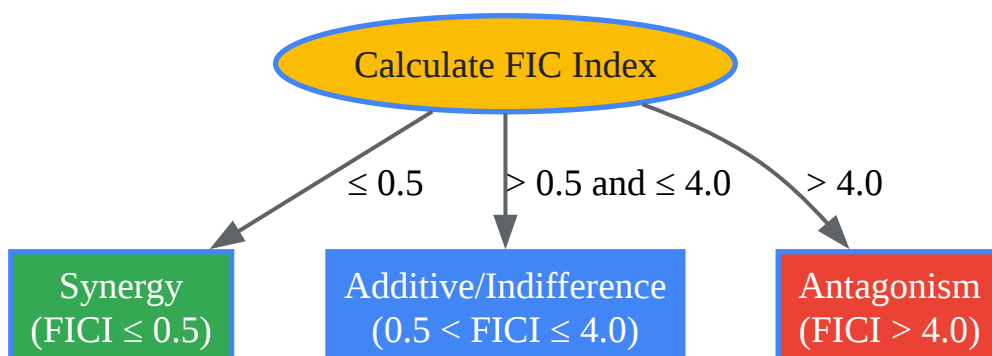 Calculate FIC Index
≤ 0.5
> 0.5 and ≤ 4.0
> 4.0
Synergy
(FICI ≤ 0.5)
Additive/Indifference
(0.5 < FICI ≤ 4.0)
Antagonism
(FICI > 4.0)